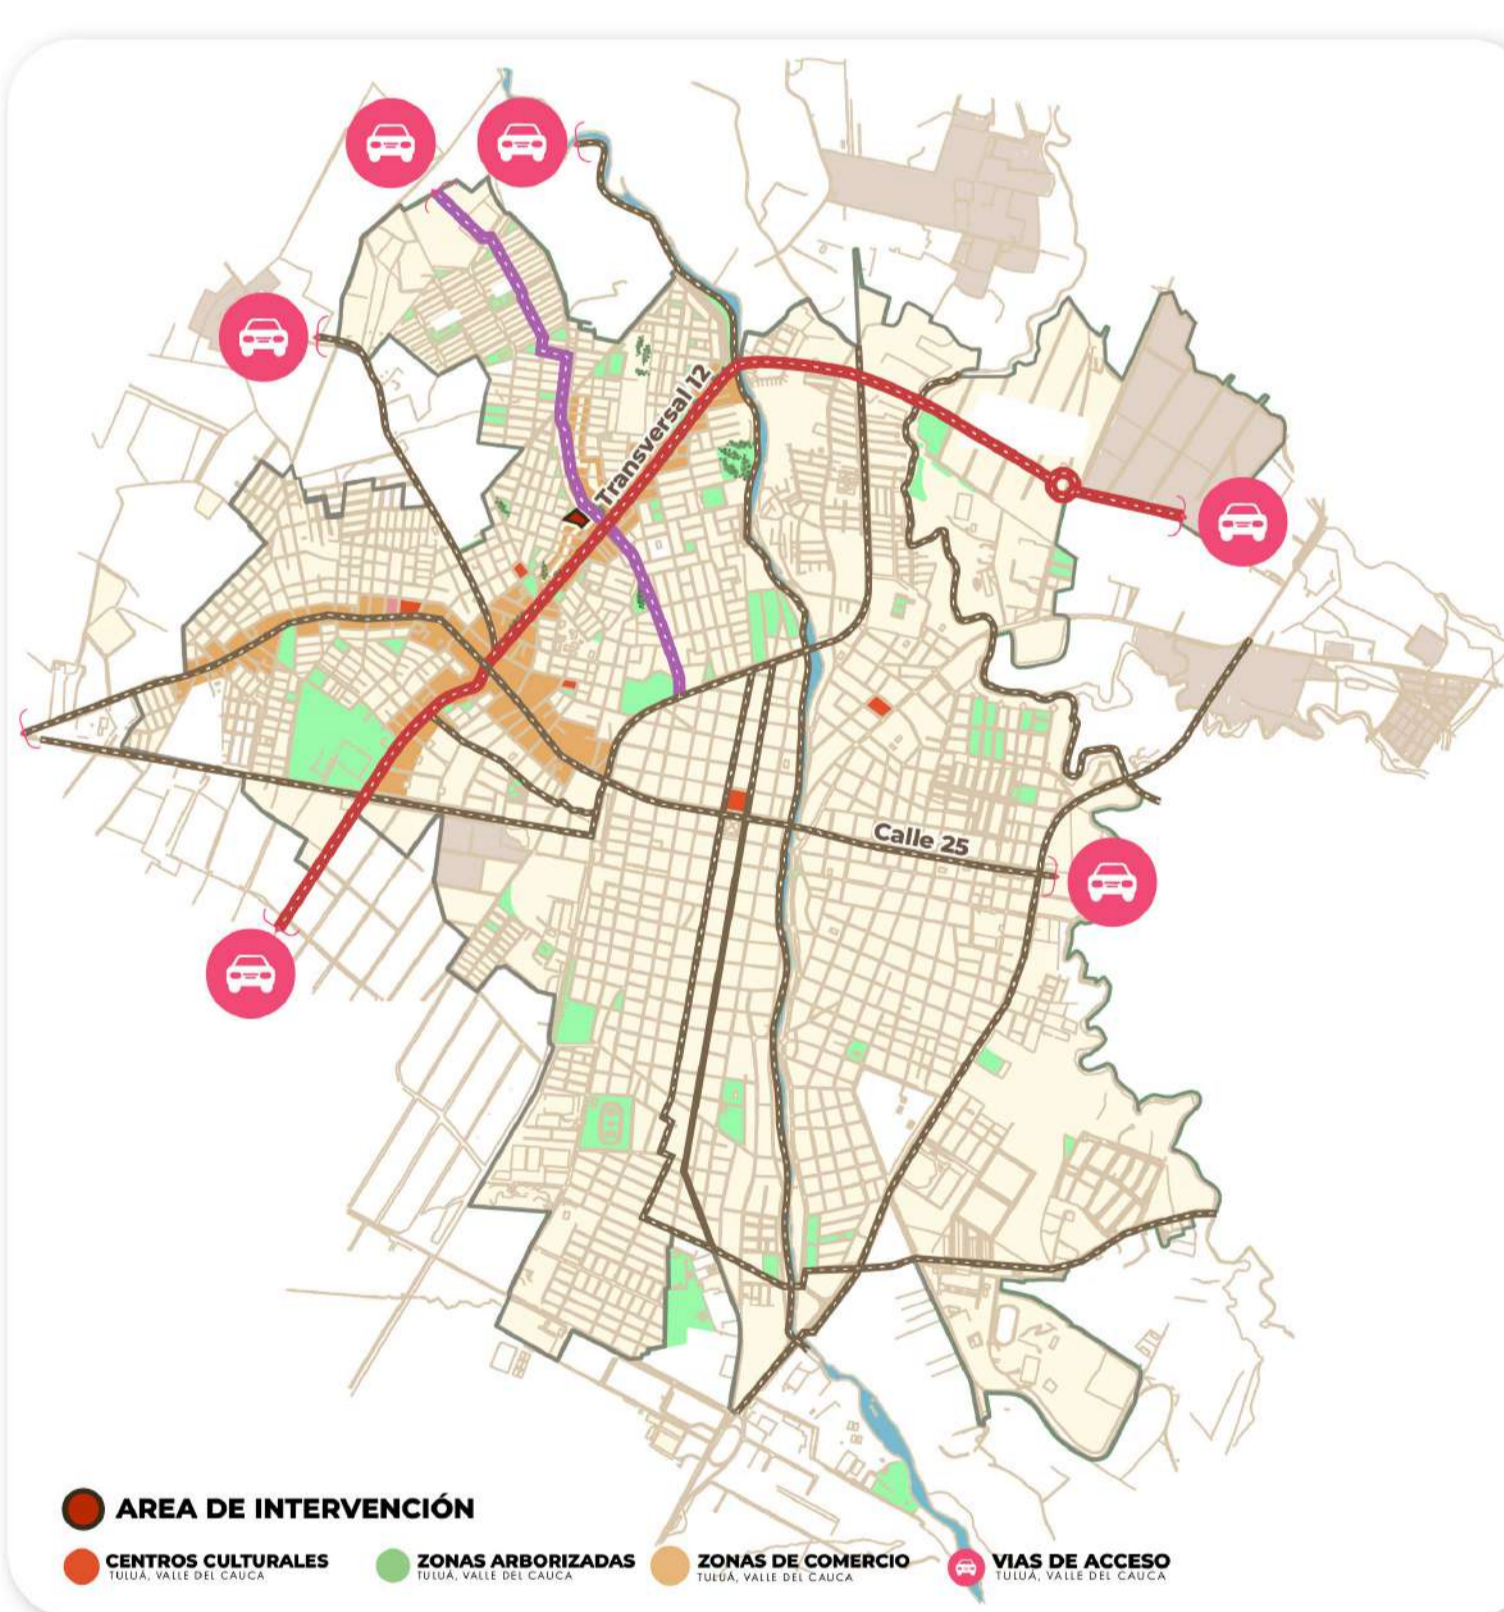 Transversal 12
Calle 25
AREA DE INTERVENCIÓN
CENTROS CULTURALES
TULUÁ, VALLE DEL CAUCA
ZONAS ARBORIZADAS
TULUÁ, VALLE DEL CAUCA
ZONAS DE COMERCIO
TULUÁ, VALLE DEL CAUCA
VIAS DE ACCESO
TULUÁ, VALLE DEL CAUCA